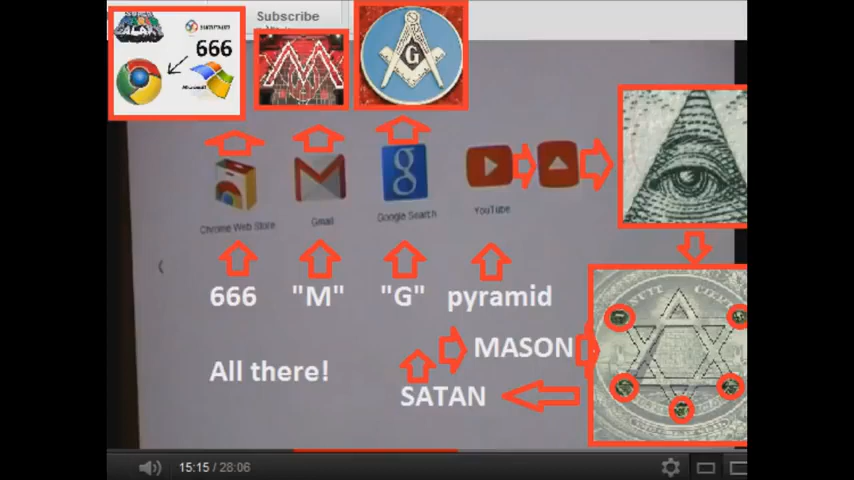 Subscribe
666
G
Microsoft
Chrome Web Store
Gmail
Google Search
YouTube
666 "M" "G" pyramid
MASON
All there!
SATAN
15:15 / 28:06